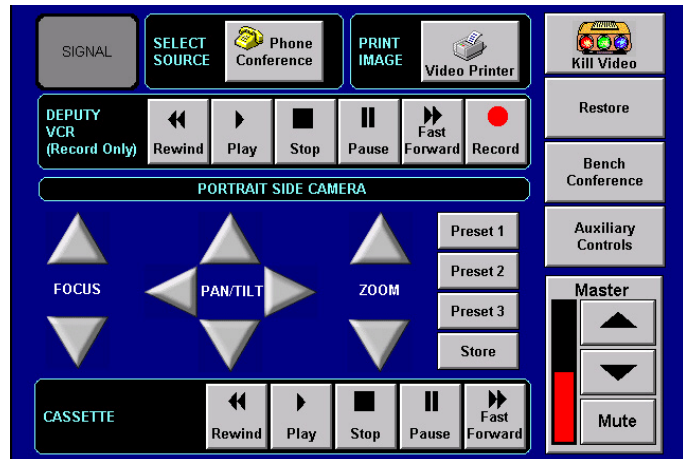 SIGNAL
SELECT
SOURCE
Phone
Conference
PRINT
IMAGE
Video Printer
Kill Video
DEPUTY
VCR
(Record Only)
Rewind
Play
Stop
Pause
Fast
Forward
Record
Restore
Bench
Conference
PORTRAIT SIDE CAMERA
Auxiliary
Controls
FOCUS
PAN/TILT
ZOOM
Preset 1
Preset 2
Preset 3
Store
Master
Mute
CASSETTE
Rewind
Play
Stop
Pause
Fast
Forward